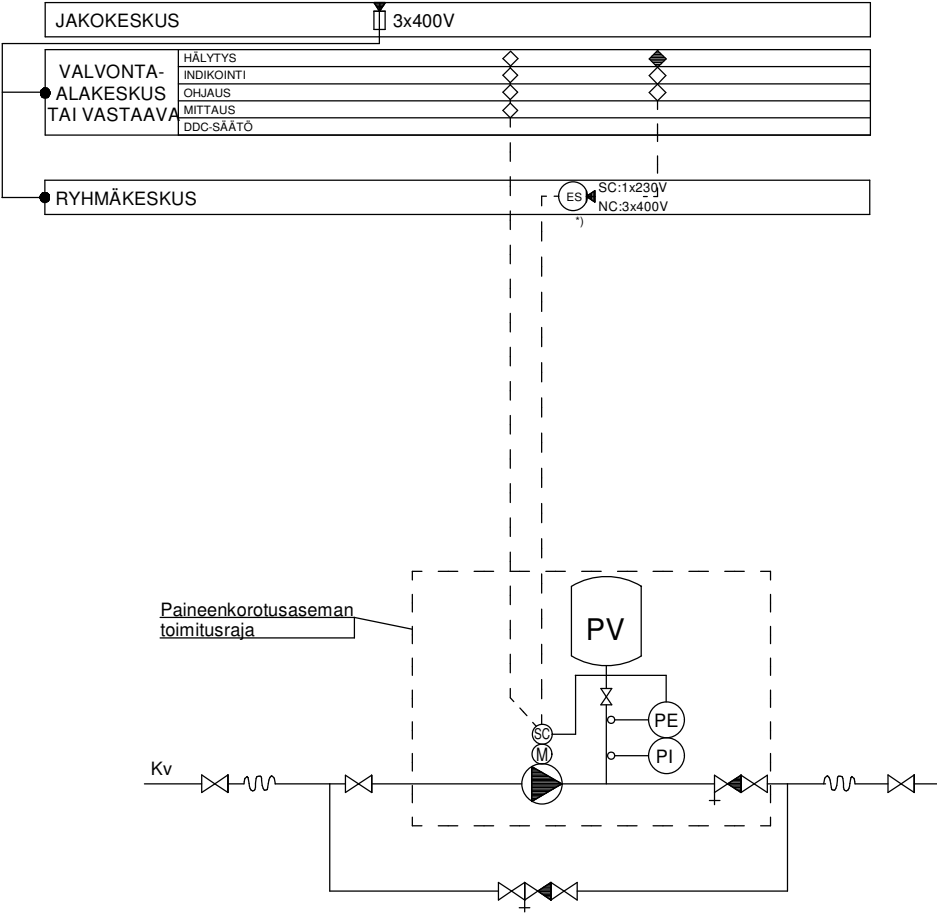 JAKOKESKUS
3x400V
VALVONTA-
ALAKESKUS
TAI VASTAAVA
HÄLYTYS
INDIKOINTI
OHJAUS
MITTAUS
DDC-SÄÄTÖ
RYHMÄKESKUS
ES
SC:1x230V
NC:3x400V
*)
Paineenkorotusaseman
toimitusraja
PV
PE
SC
M
PI
Kv